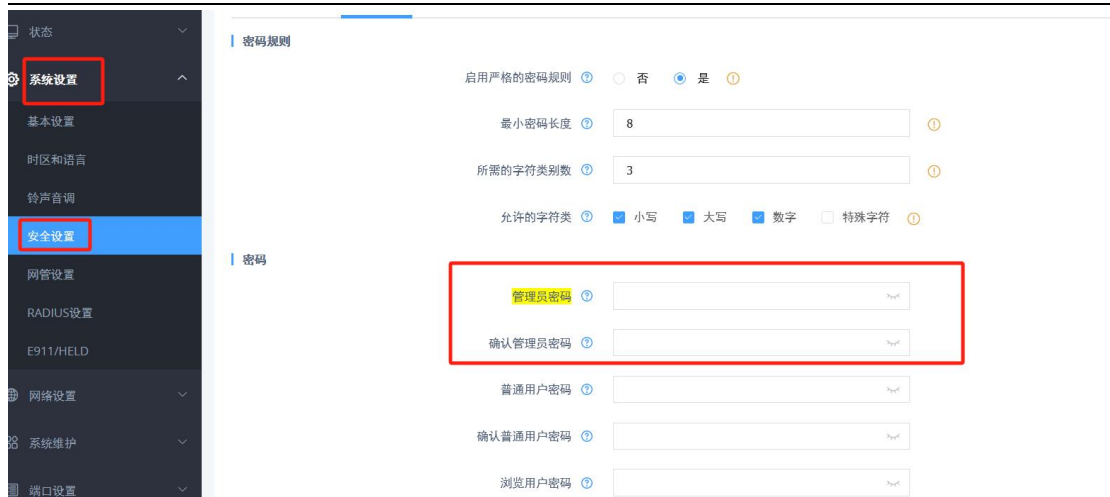 状态
系统设置
基本设置
时区和语言
铃声音调
安全设置
网管设置
RADIUS设置
E911/HELD
网络设置
系统维护
端口设置
密码规则
启用严格的密码规则 否 是
最小密码长度 8
所需的字符类别数 3
允许的字符类 小写 大写 数字 特殊字符
密码
管理员密码
确认管理员密码
普通用户密码
确认普通用户密码
浏览用户密码